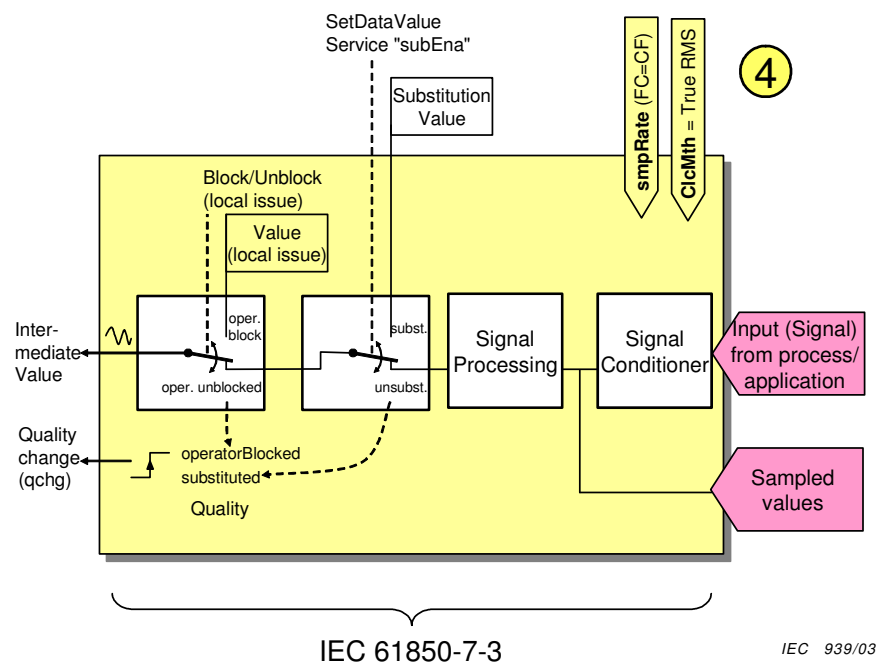 SetDataValue
Service "subEna"
smpRate (FC=CF)
ClcMth = True RMS
4
Substitution
Value
Block/Unblock
(local issue)
Value
(local issue)
oper.
block
oper. unblocked
subst.
unsubst.
Signal
Processing
Signal
Conditioner
Input (Signal)
from process/
application
Inter-
mediate
Value
Quality
change
(qchg)
operatorBlocked
substituted
Quality
Sampled
values
IEC 61850-7-3
IEC 939/03